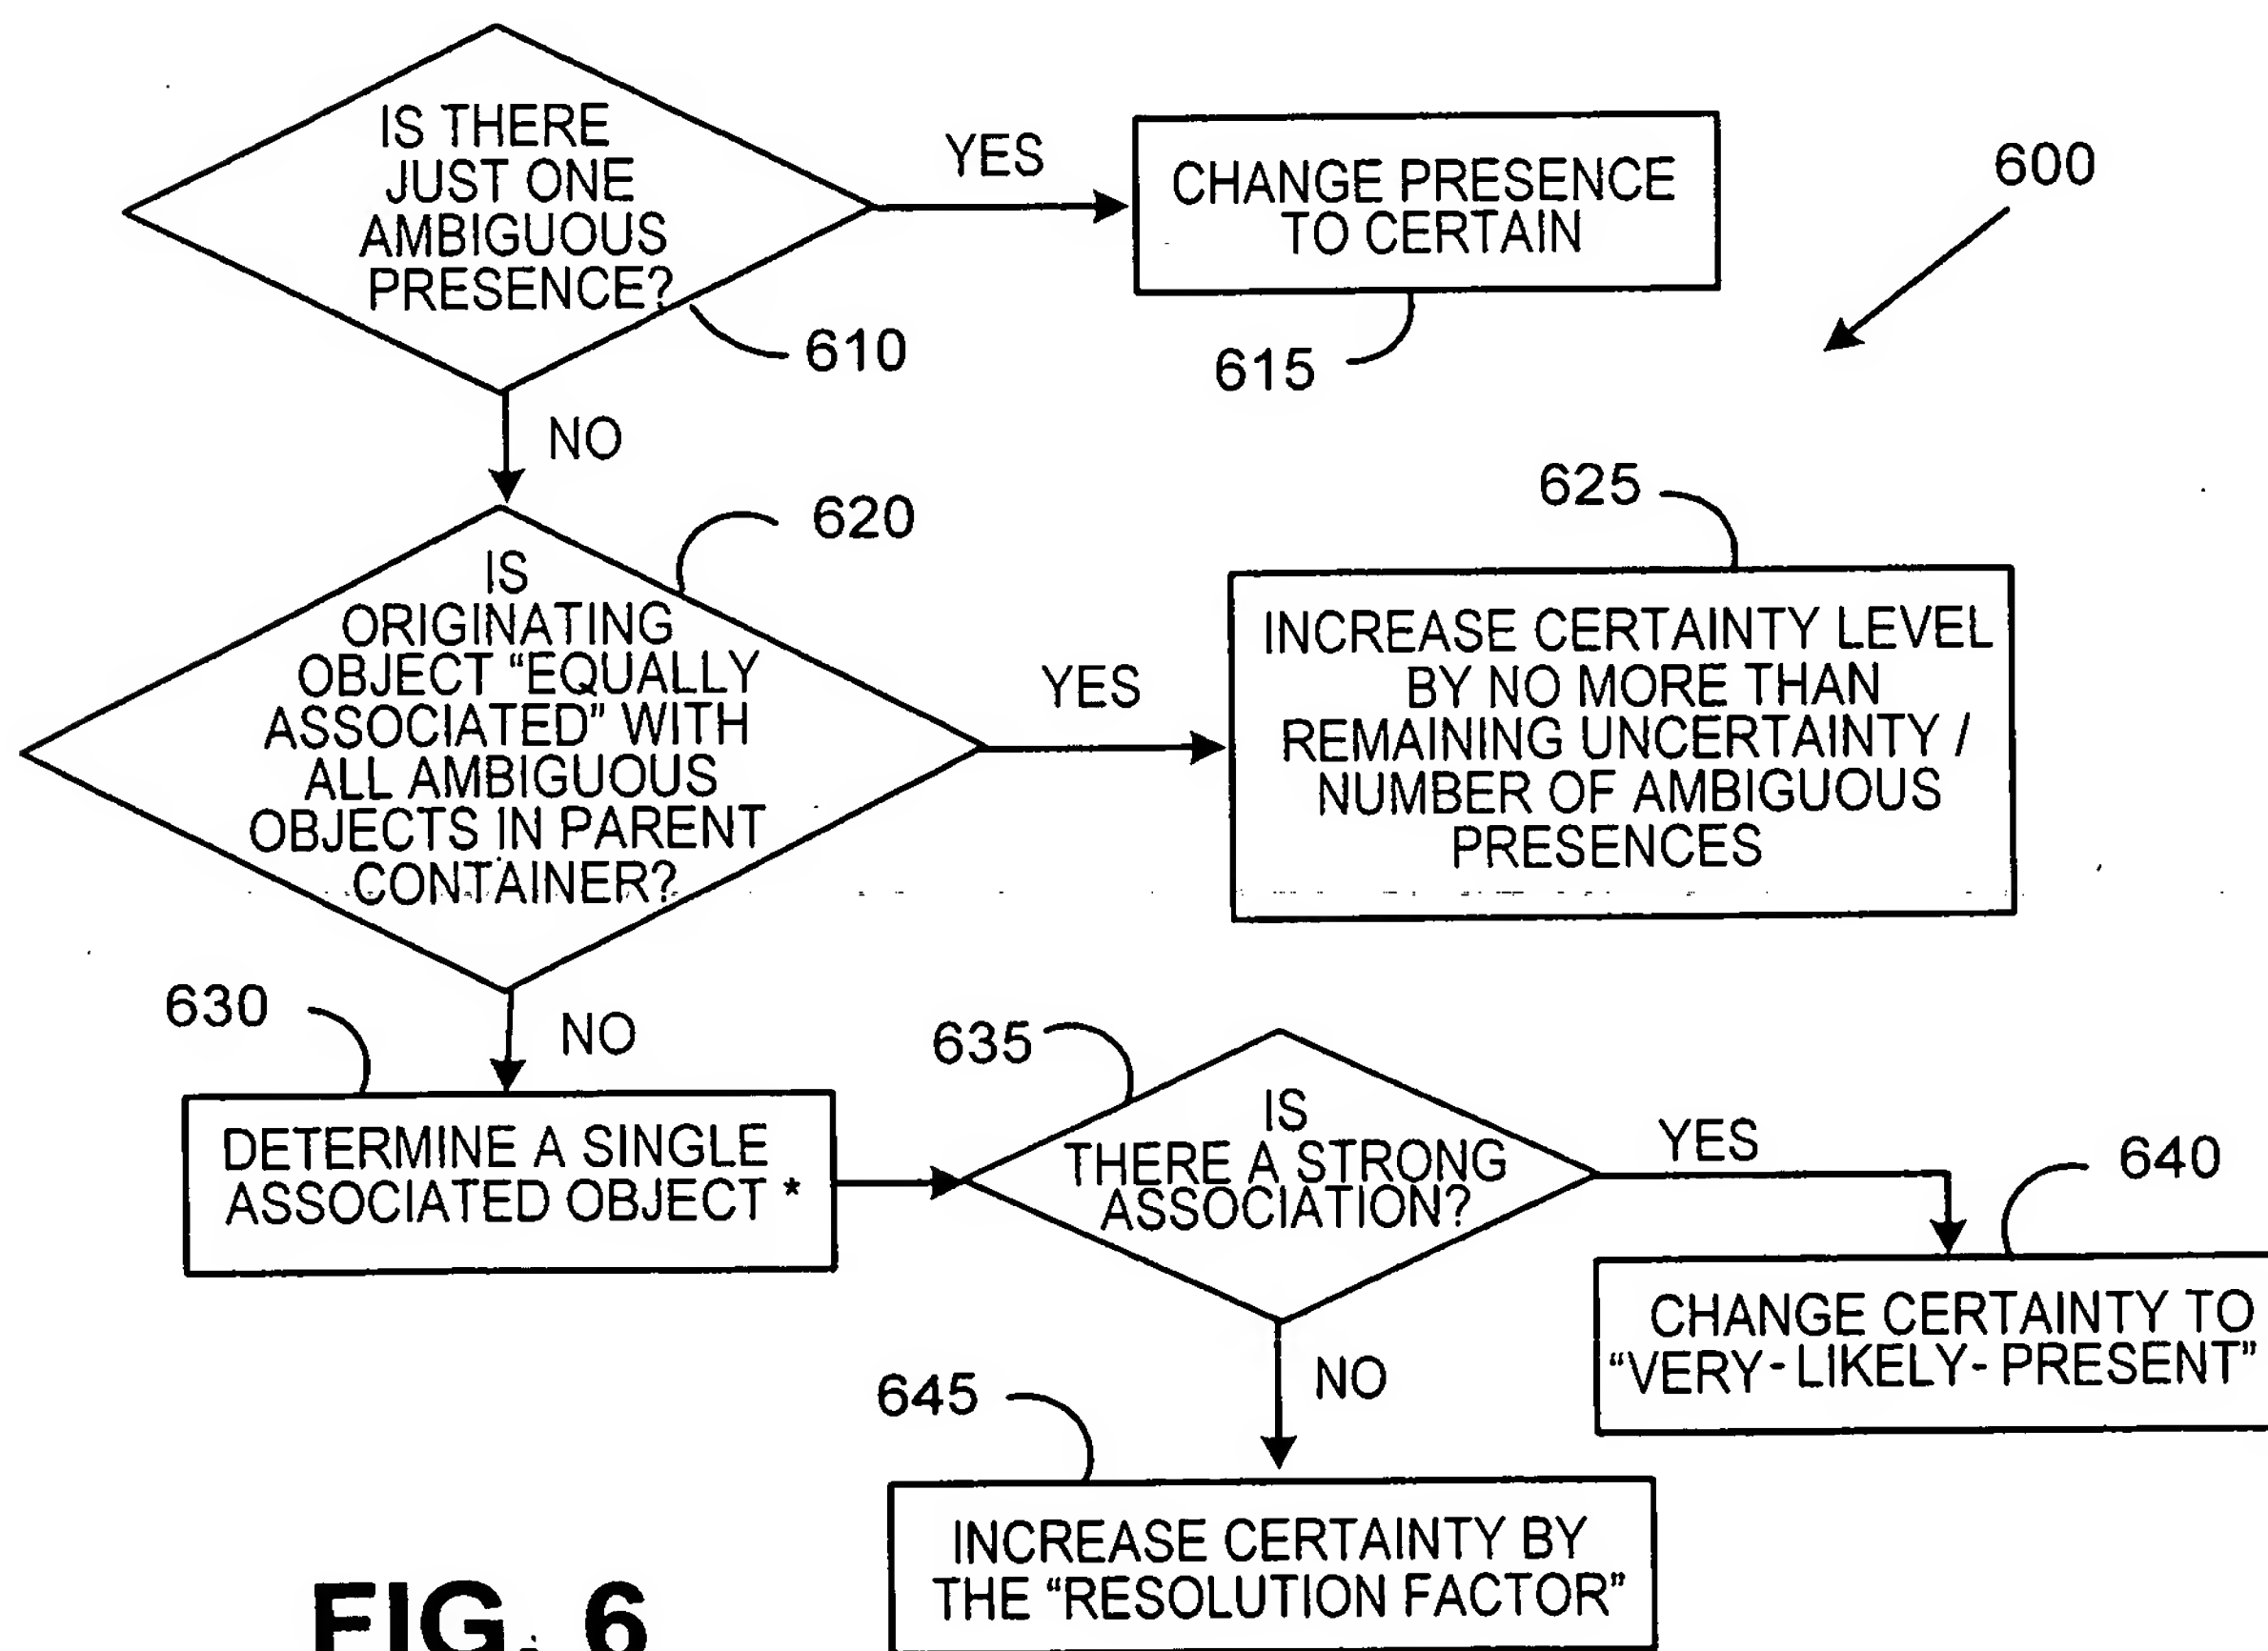 IS THERE
JUST ONE
AMBIGUOUS
PRESENCE?
610
YES
CHANGE PRESENCE
TO CERTAIN
615
600
NO
620
IS
ORIGINATING
OBJECT “EQUALLY
ASSOCIATED” WITH
ALL AMBIGUOUS
OBJECTS IN PARENT
CONTAINER?
YES
625
INCREASE CERTAINTY LEVEL
BY NO MORE THAN
REMAINING UNCERTAINTY /
NUMBER OF AMBIGUOUS
PRESENCES
NO
630
DETERMINE A SINGLE
ASSOCIATED OBJECT *
635
IS
THERE A STRONG
ASSOCIATION?
YES
640
CHANGE CERTAINTY TO
“VERY-LIKELY-PRESENT”
NO
645
INCREASE CERTAINTY BY
THE “RESOLUTION FACTOR”
FIG. 6